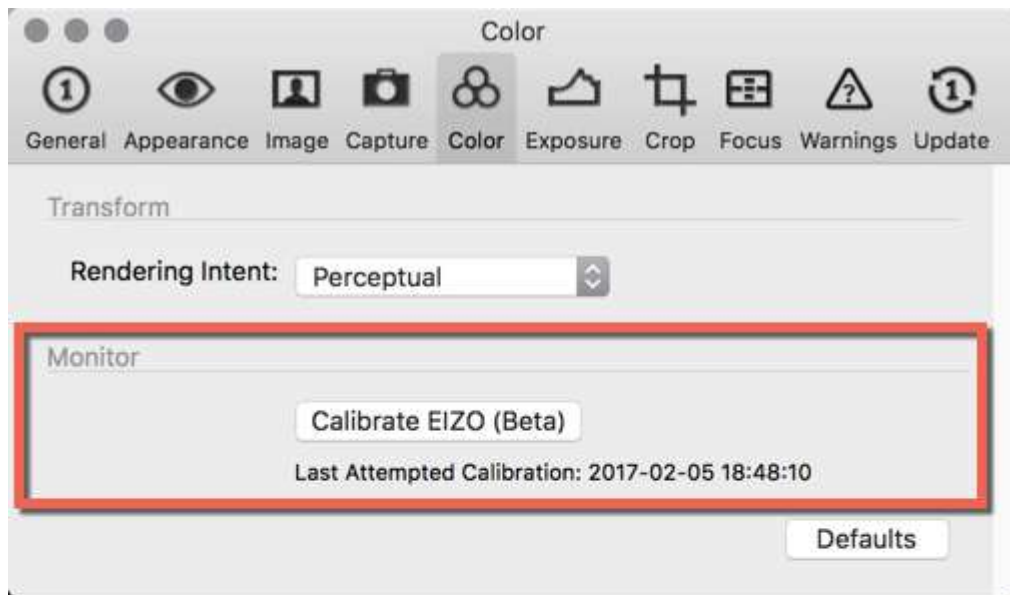 Color
General Appearance Image Capture Color Exposure Crop Focus Warnings Update
Transform
Rendering Intent: Perceptual
Monitor
Calibrate EIZO (Beta)
Last Attempted Calibration: 2017-02-05 18:48:10
Defaults